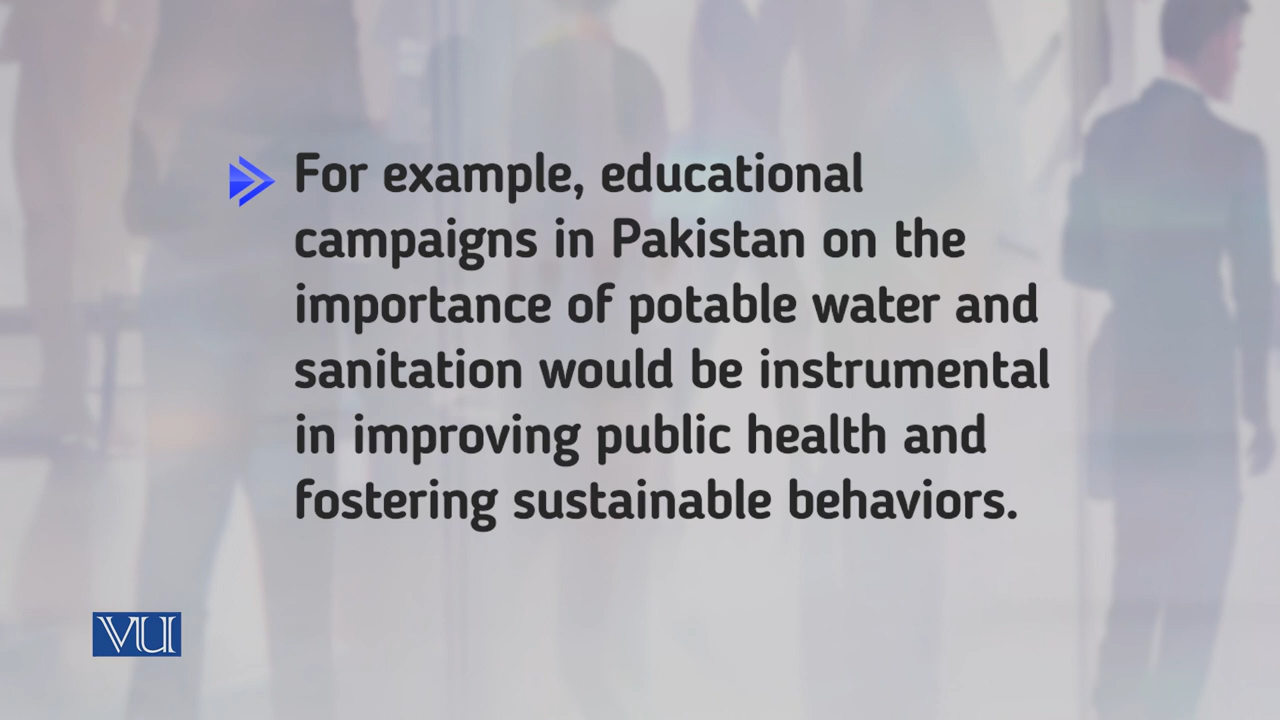 For example, educational
campaigns in Pakistan on the
importance of potable water and
sanitation would be instrumental
in improving public health and
fostering sustainable behaviors.
VU